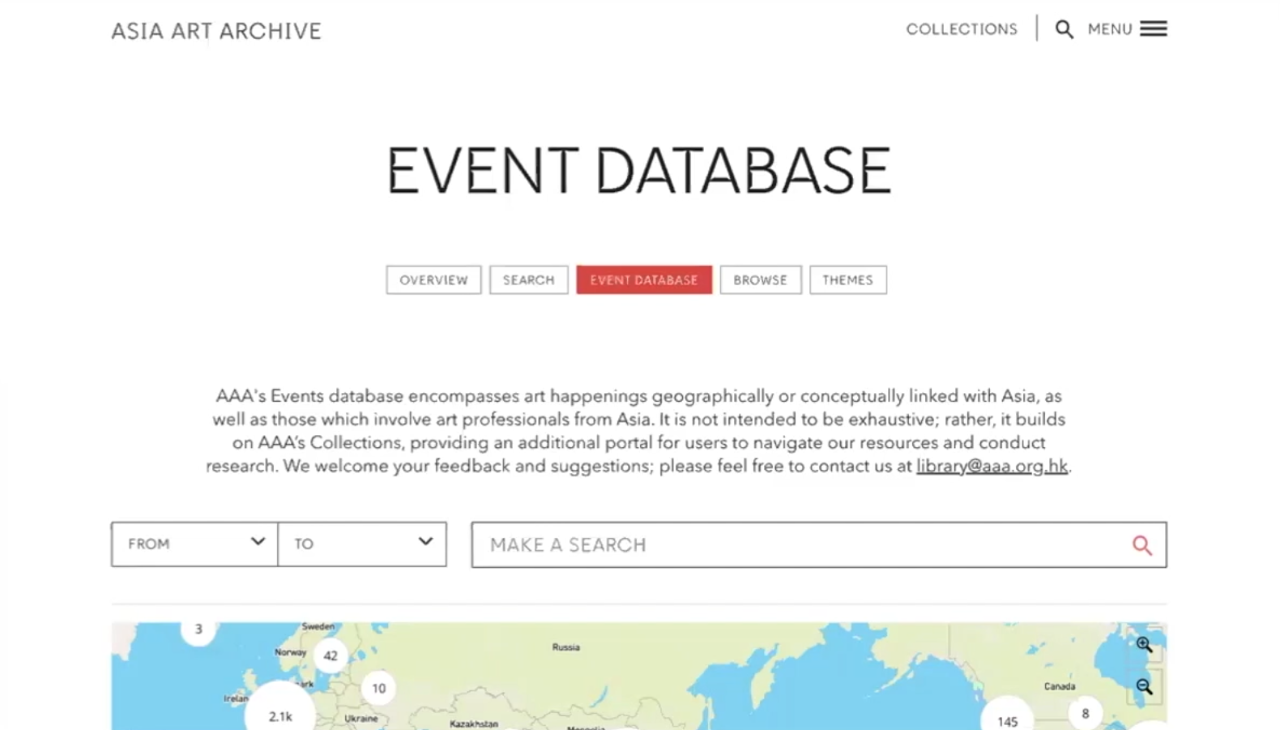 ASIA ART ARCHIVE
COLLECTIONS
MENU
EVENT DATABASE
OVERVIEW
SEARCH
EVENT DATABASE
BROWSE
THEMES
AAA's Events database encompasses art happenings geographically or conceptually linked with Asia, as
well as those which involve art professionals from Asia. It is not intended to be exhaustive; rather, it builds
on AAA's Collections, providing an additional portal for users to navigate our resources and conduct
research. We welcome your feedback and suggestions; please feel free to contact us at library@aaa.org.hk.
FROM
TO
MAKE A SEARCH
3
Sweden
Norway
42
Russia
10
Canada
2.1k
Ukraine
Kazakhstan
145
8